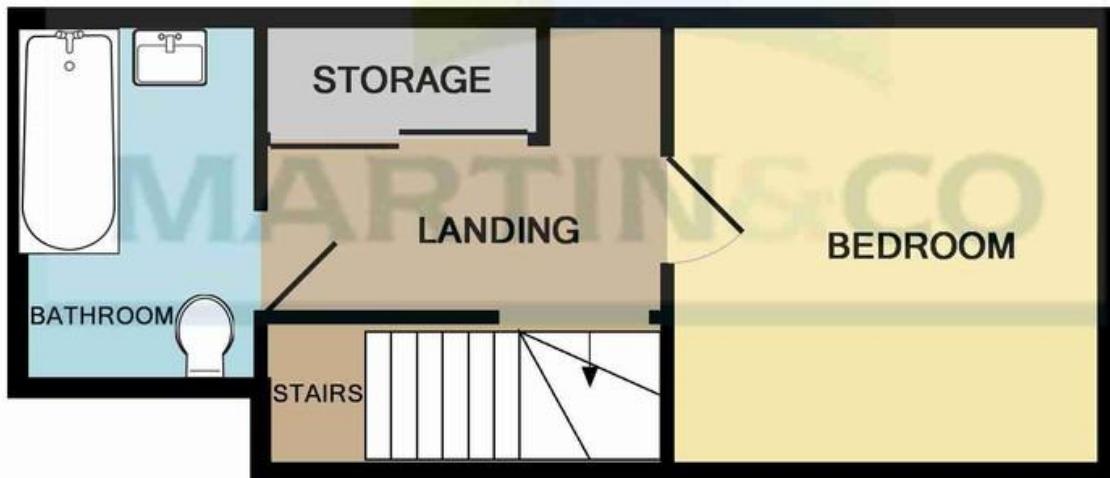 STORAGE
MARTIN&CO
LANDING
BEDROOM
BATHROOM
STAIRS